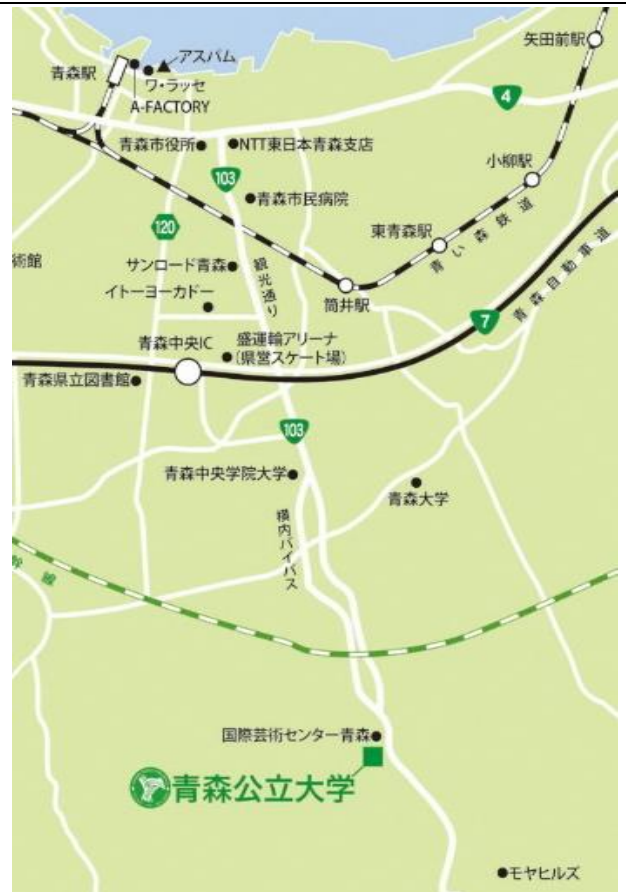 矢田前駅
アスパム
青森駅
ワ・ラッセ
A-FACTORY
4
青森市役所
NTT東日本青森支店
小柳駅
103
青森市民病院
120
東青森駅
青い森鉄道
術館
サンロード青森
観光通り
イトーヨーカドー
筒井駅
青森自動車道
7
青森中央IC
盛運輸アリーナ
(県営スケート場)
青森県立図書館
103
青森中央学院大学
青森大学
横内バイパス
幹線
国際芸術センター青森
青森公立大学
モヤヒルズ